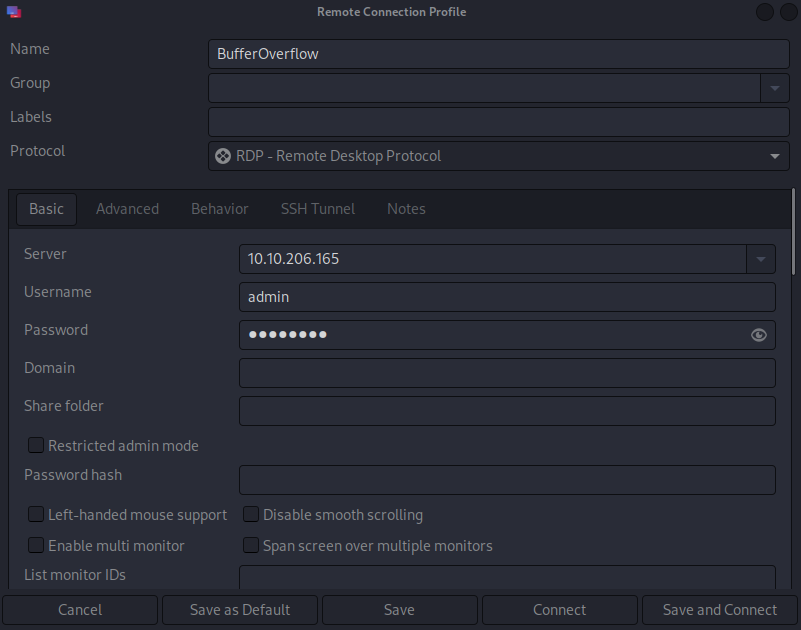 Remote Connection Profile
Name BufferOverflow
Group
Labels
Protocol RDP - Remote Desktop Protocol
Basic Advanced Behavior SSH Tunnel Notes
Server 10.10.206.165
Username admin
Password ●●●●●●●●
Domain
Share folder
Restricted admin mode
Password hash
Left-handed mouse support Disable smooth scrolling
Enable multi monitor Span screen over multiple monitors
List monitor IDs
Cancel Save as Default Save Connect Save and Connect